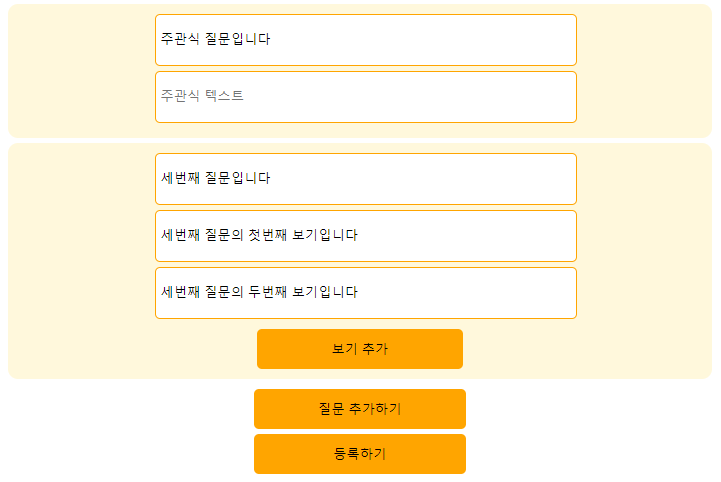 주관식 질문입니다
주관식 텍스트
세번째 질문입니다
세번째 질문의 첫번째 보기입니다
세번째 질문의 두번째 보기입니다
보기 추가
질문 추가하기
등록하기